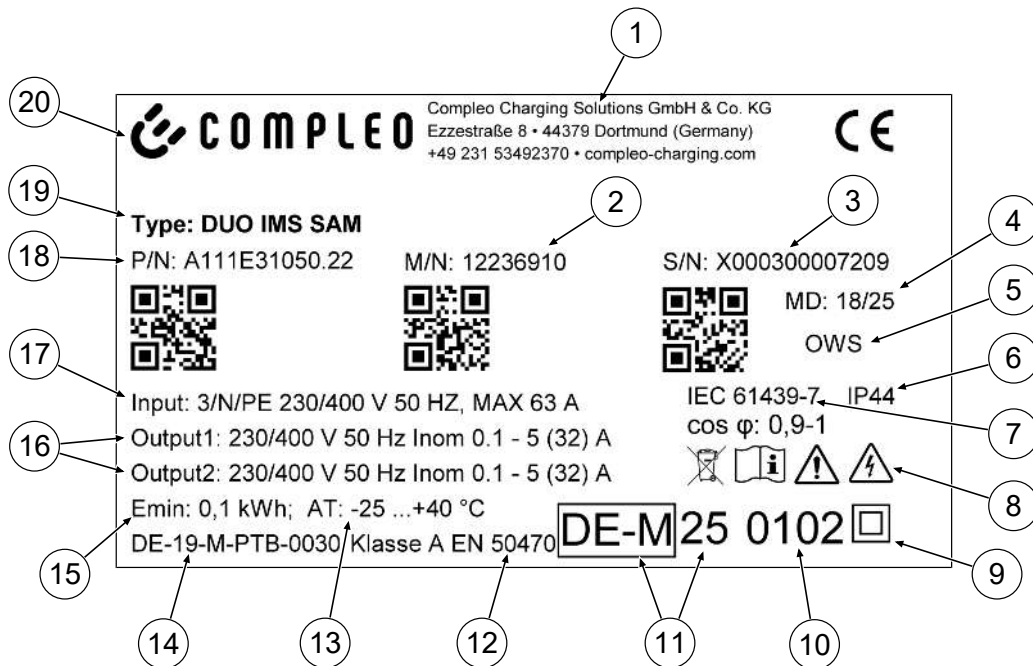 1
20
COMPLEO
Compleo Charging Solutions GmbH & Co. KG
Ezzestraße 8 • 44379 Dortmund (Germany)
+49 231 53492370 • compleo-charging.com
CE
19
Type: DUO IMS SAM
2
3
4
18
P/N: A111E31050.22
M/N: 12236910
S/N: X000300007209
MD: 18/25
5
OWS
17
6
Input: 3/N/PE 230/400 V 50 HZ, MAX 63 A
IEC 61439-7
IP44
16
Output1: 230/400 V 50 Hz Inom 0.1 - 5 (32) A
cos φ: 0,9-1
7
Output2: 230/400 V 50 Hz Inom 0.1 - 5 (32) A
i
8
Emin: 0,1 kWh; AT: -25 ...+40 °C
DE-19-M-PTB-0030 Klasse A EN 50470
DE-M 25 0102
15
9
14
13
12
11
10